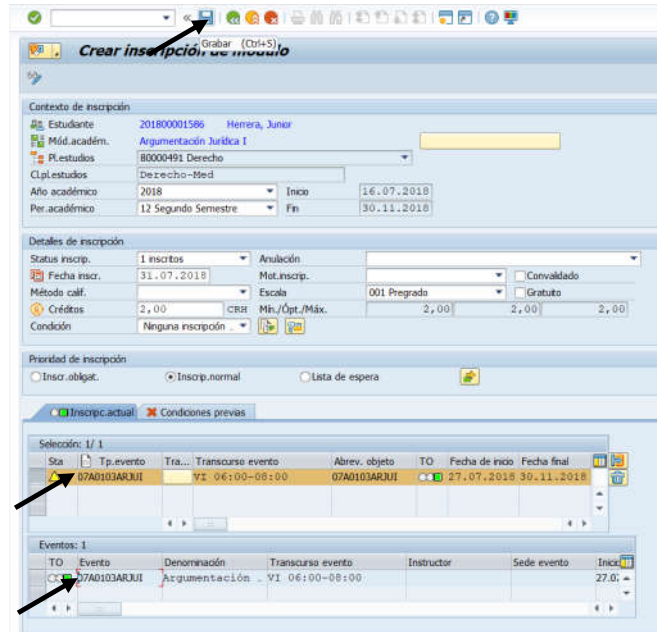 Grabar (Ctrl+S)
Crear inscripción de módulo
Contexto de inscripción
Estudiante 201800001586 Herrera, Junior
Mód.académ. Argumentación Jurídica I
Pl.estudios 80000491 Derecho
Cl.pl.estudios Derecho-Med
Año académico 2018 Inicio 16.07.2018
Per.académico 12 Segundo Semestre Fin 30.11.2018
Detalles de inscripción
Status inscrip. 1 inscritos Anulación
Fecha inscr. 31.07.2018 Mot.inscrip. Convalidado
Método calif. Escala 001 Pregrado Gratuito
Créditos 2,00 CRH Mín./Ópt./Máx. 2,00 2,00 2,00
Condición Ninguna inscripción ..
Prioridad de inscripción
Inscr.obligat. Inscrip.normal Lista de espera
Inscripc.actual Condiciones previas
Selección: 1/ 1
Sta Tp.evento Tra... Transcurso evento Abrev. objeto TO Fecha de inicio Fecha final
07A0103ARJUI VI 06:00-08:00 07A0103ARJUI 27.07.2018 30.11.2018
Eventos: 1
TO Evento Denominación Transcurso evento Instructor Sede evento Inicio
07A0103ARJUI Argumentación . VI 06:00-08:00 27.0